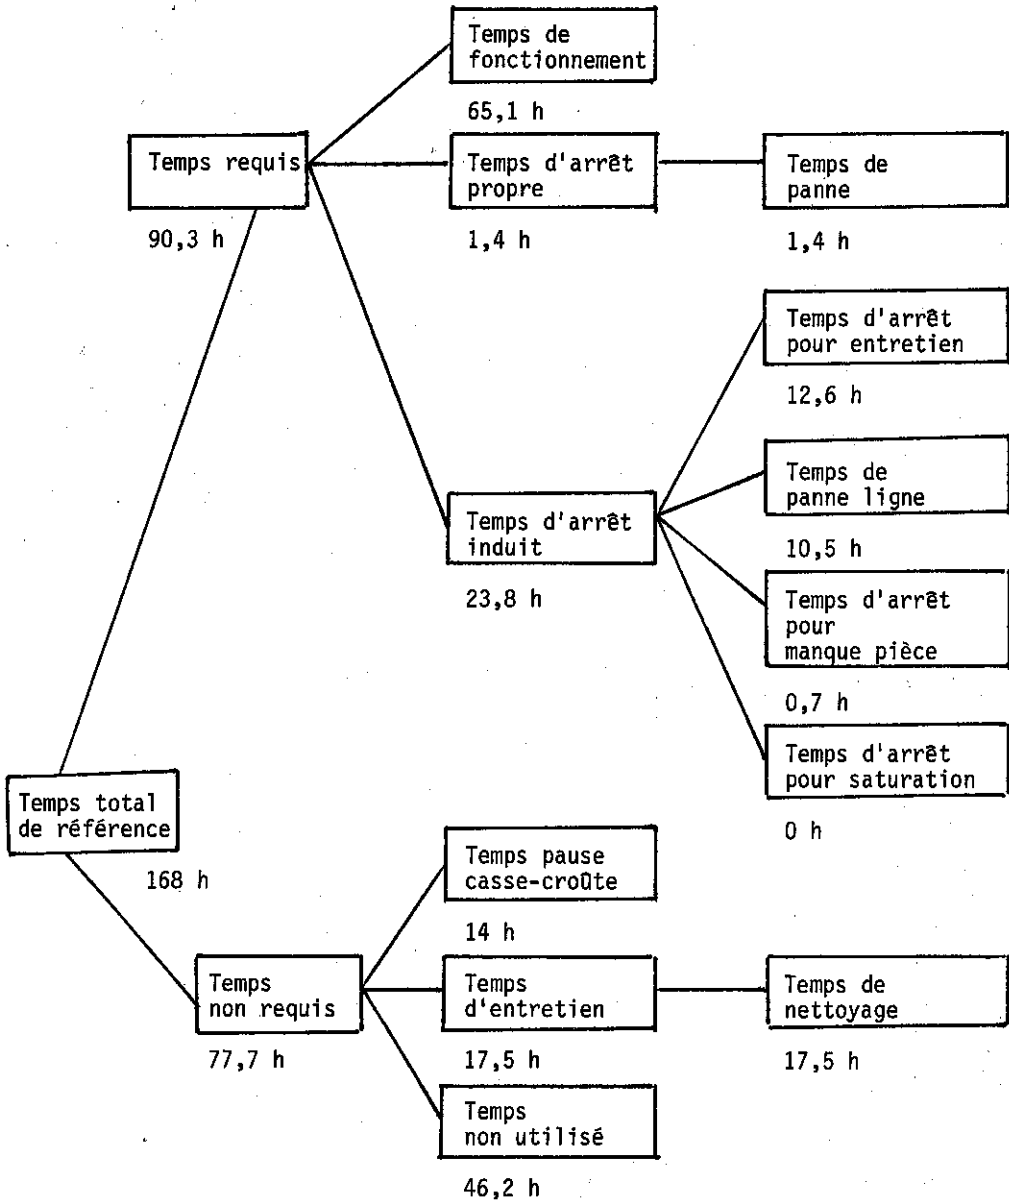 Temps de
fonctionnement
65,1 h
Temps requis
90,3 h
Temps d'arrêt
propre
1,4 h
Temps de
panne
1,4 h
Temps d'arrêt
pour entretien
12,6 h
Temps de
panne ligne
10,5 h
Temps d'arrêt
induit
23,8 h
Temps d'arrêt
pour
manque pièce
0,7 h
Temps d'arrêt
pour saturation
0 h
Temps total
de référence
168 h
Temps pause
casse-croûte
14 h
Temps
non requis
77,7 h
Temps
d'entretien
17,5 h
Temps de
nettoyage
17,5 h
Temps
non utilisé
46,2 h